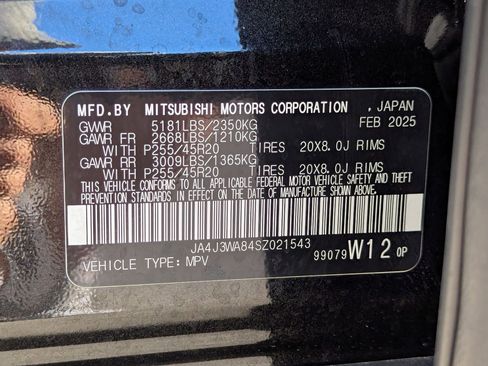 MFD.BY MITSUBISHI MOTORS CORPORATION , JAPAN
GVWR 5181LBS/2350KG FEB 2025
GAWR FR 2668LBS/1210KG
WITH P255/45R20 TIRES 20X8.0J RIMS
GAWR RR 3009LBS/1365KG
WITH P255/45R20 TIRES 20X8.0J RIMS
THIS VEHICLE CONFORMS TO ALL APPLICABLE FEDERAL MOTOR VEHICLE SAFETY AND THEFT
PREVENTION STANDARDS IN EFFECT ON THE DATE OF MANUFACTURE SHOWN ABOVE.
JA4J3WA84SZ021543
VEHICLE TYPE: MPV 99079 W12 0P